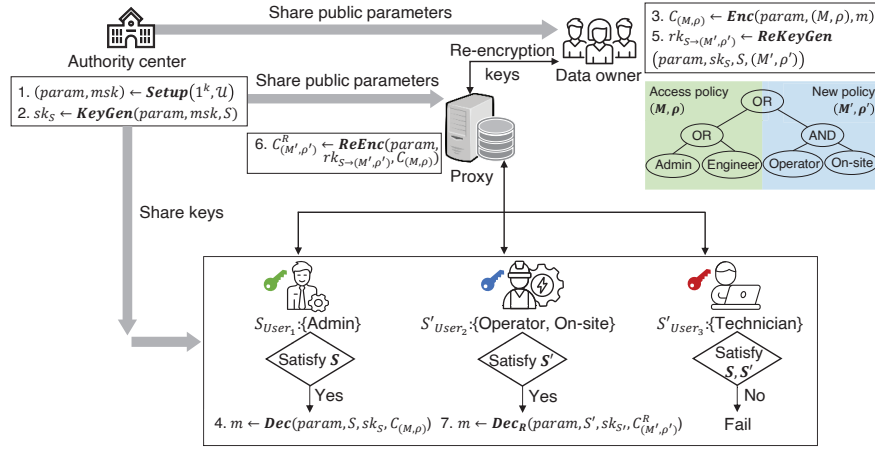 Share public parameters
Authority center
Re-encryption
keys
Data owner
3. C_(M,ρ) ← Enc(param, (M, ρ), m)
5. rk_S→(M′,ρ′) ← ReKeyGen
(param, sk_S, S, (M′, ρ′))
1. (param, msk) ← Setup(1^k, 𝒰)
2. sk_S ← KeyGen(param, msk, S)
Share public parameters
Access policy
(M, ρ)
New policy
(M′, ρ′)
OR
OR
AND
Admin
Engineer
Operator
On-site
6. C^R_(M′,ρ′) ← ReEnc(param,
rk_S→(M′,ρ′), C_(M,ρ))
Proxy
Share keys
S_User₁:{Admin}
S′_User₂:{Operator, On-site}
S′_User₃:{Technician}
Satisfy S
Satisfy S′
Satisfy
S, S′
Yes
Yes
No
4. m ← Dec(param, S, sk_S, C_(M,ρ))
7. m ← Dec_R(param, S′, sk_S′, C^R_(M′,ρ′))
Fail